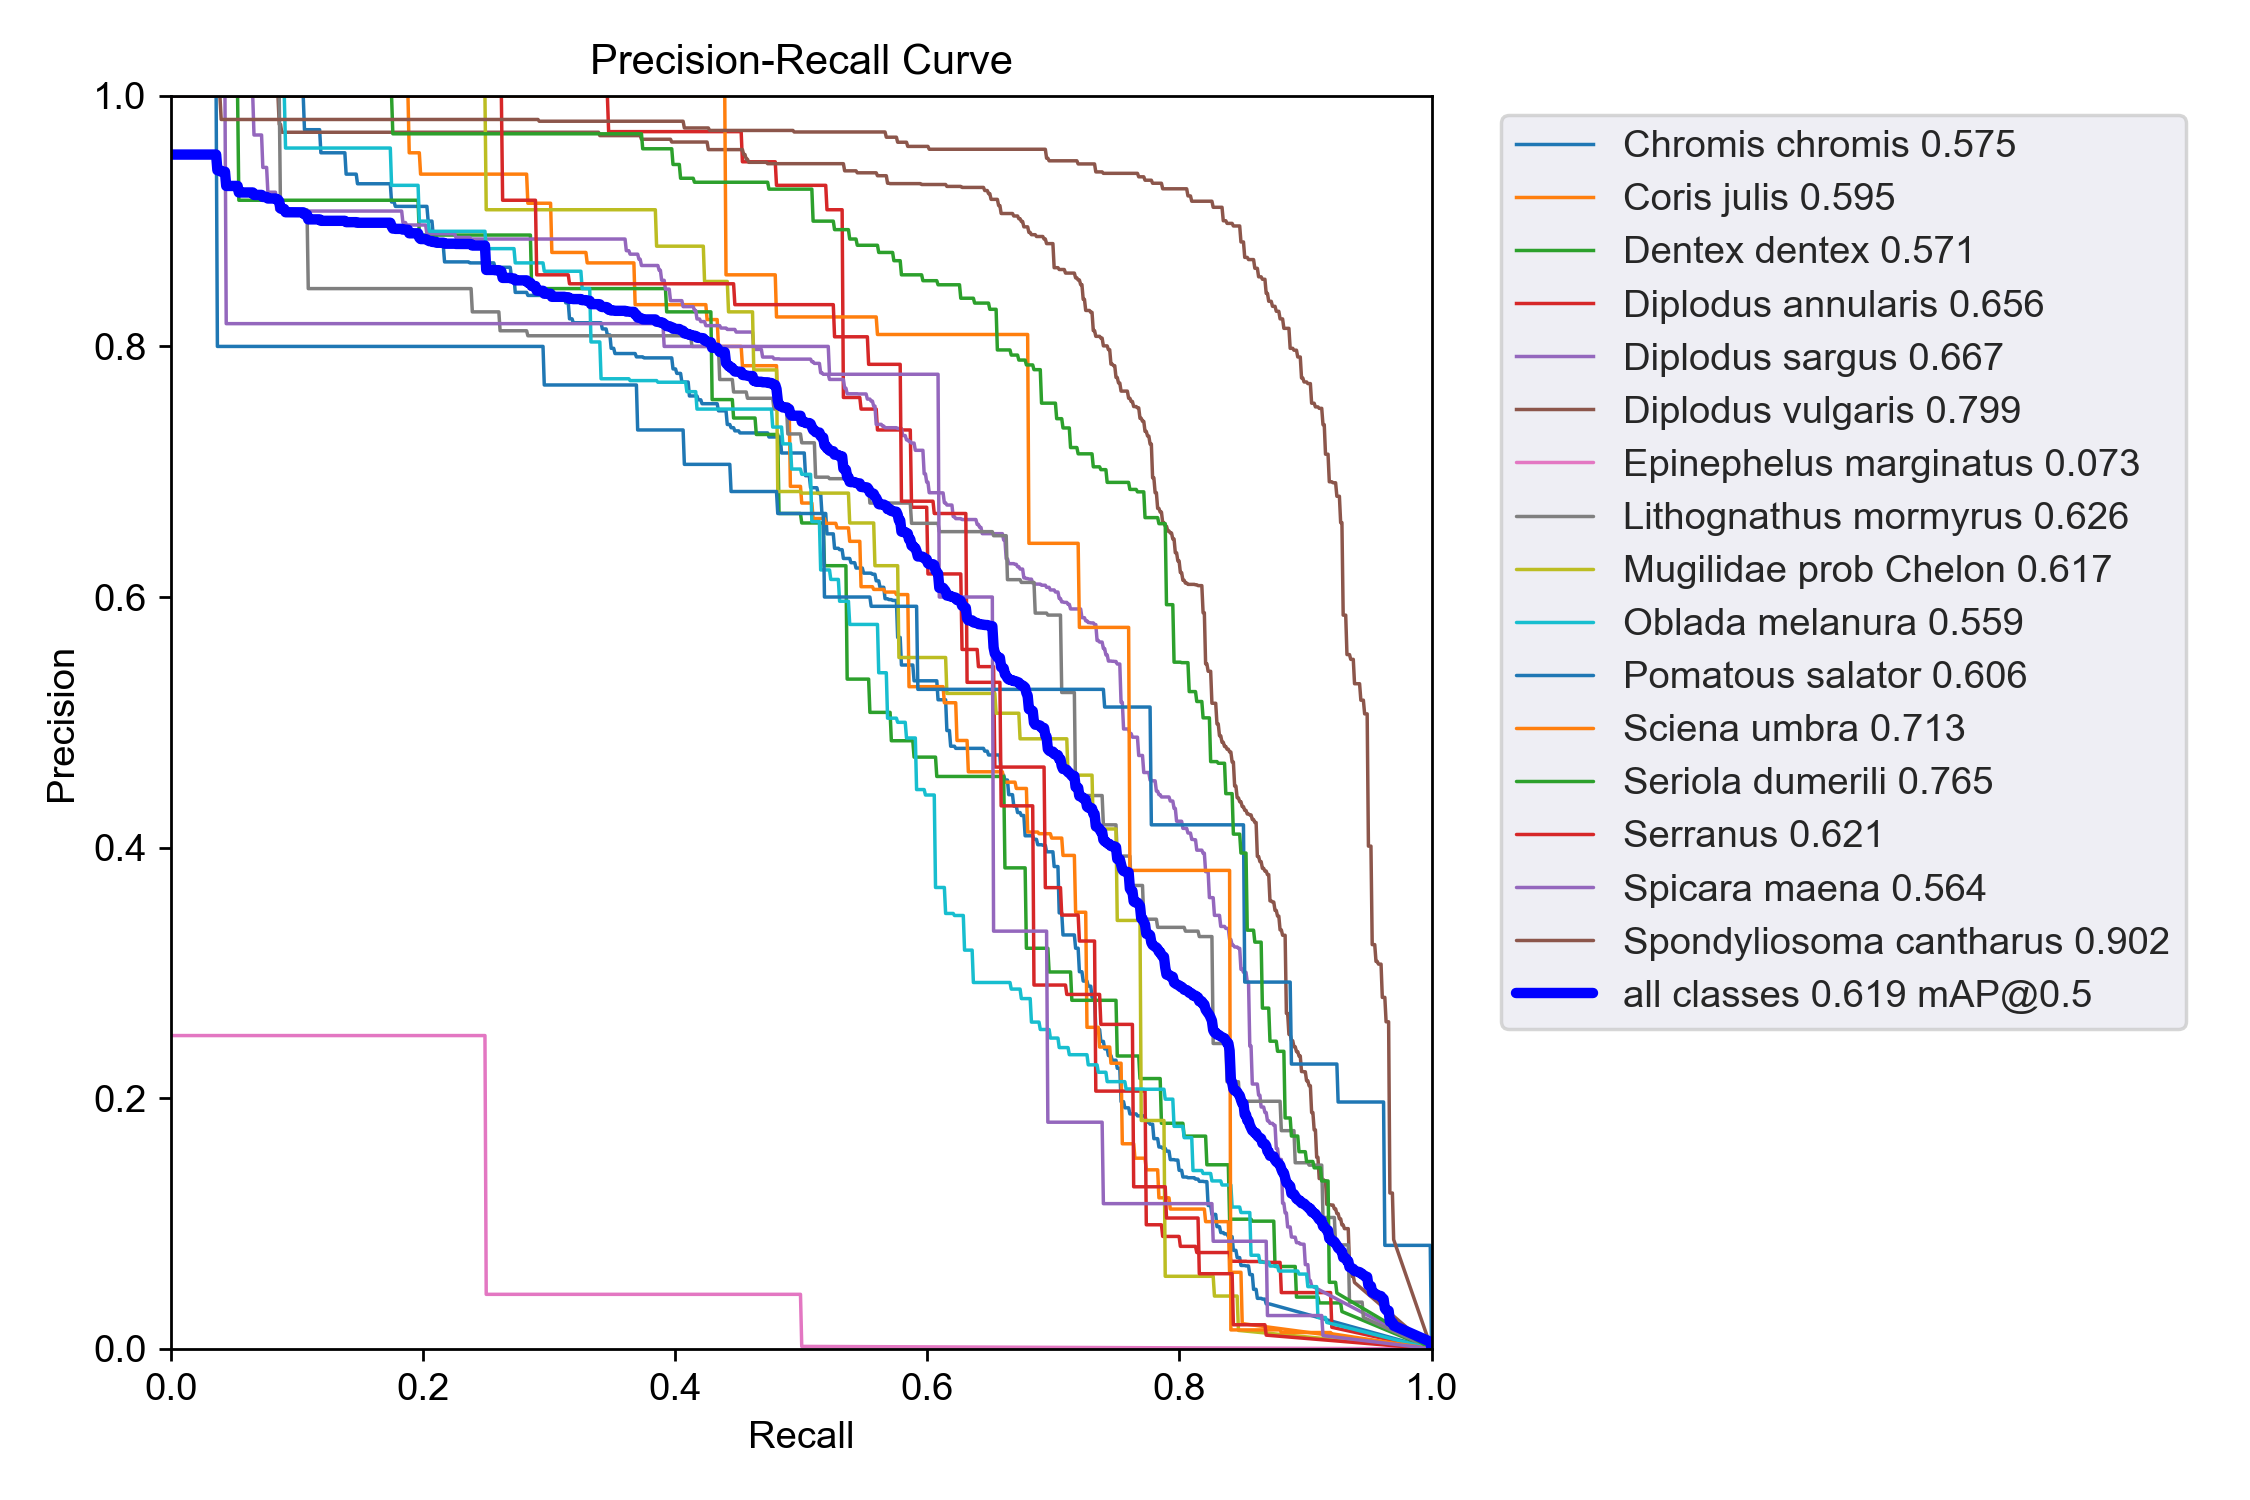 Precision-Recall Curve
1.0
0.8
0.6
0.4
0.2
0.0
Precision
0.0 0.2 0.4 0.6 0.8 1.0
Recall
Chromis chromis 0.575
Coris julis 0.595
Dentex dentex 0.571
Diplodus annularis 0.656
Diplodus sargus 0.667
Diplodus vulgaris 0.799
Epinephelus marginatus 0.073
Lithognathus mormyrus 0.626
Mugilidae prob Chelon 0.617
Oblada melanura 0.559
Pomatous salator 0.606
Sciena umbra 0.713
Seriola dumerili 0.765
Serranus 0.621
Spicara maena 0.564
Spondyliosoma cantharus 0.902
all classes 0.619 mAP@0.5